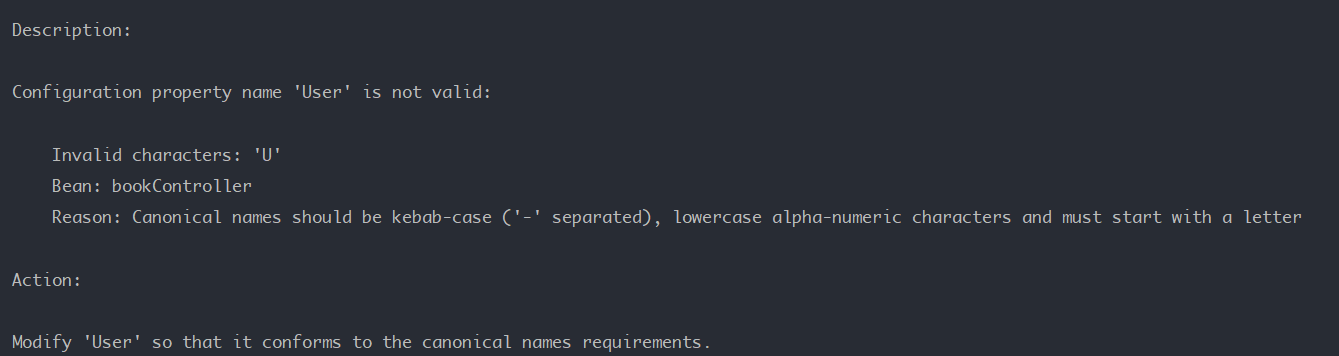 Description:
Configuration property name 'User' is not valid:
Invalid characters: 'U'
Bean: bookController
Reason: Canonical names should be kebab-case ('-' separated), lowercase alpha-numeric characters and must start with a letter
Action:
Modify 'User' so that it conforms to the canonical names requirements.